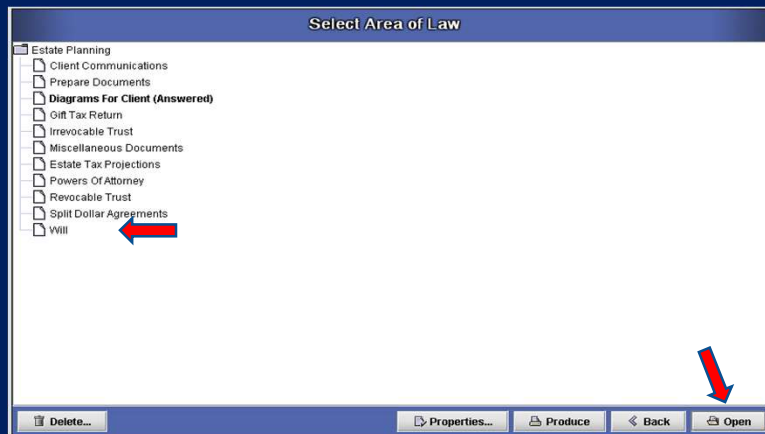 Select Area of Law
Estate Planning
Client Communications
Prepare Documents
Diagrams For Client (Answered)
Gift Tax Return
Irrevocable Trust
Miscellaneous Documents
Estate Tax Projections
Powers Of Attorney
Revocable Trust
Split Dollar Agreements
Will
Delete... Properties... Produce Back Open